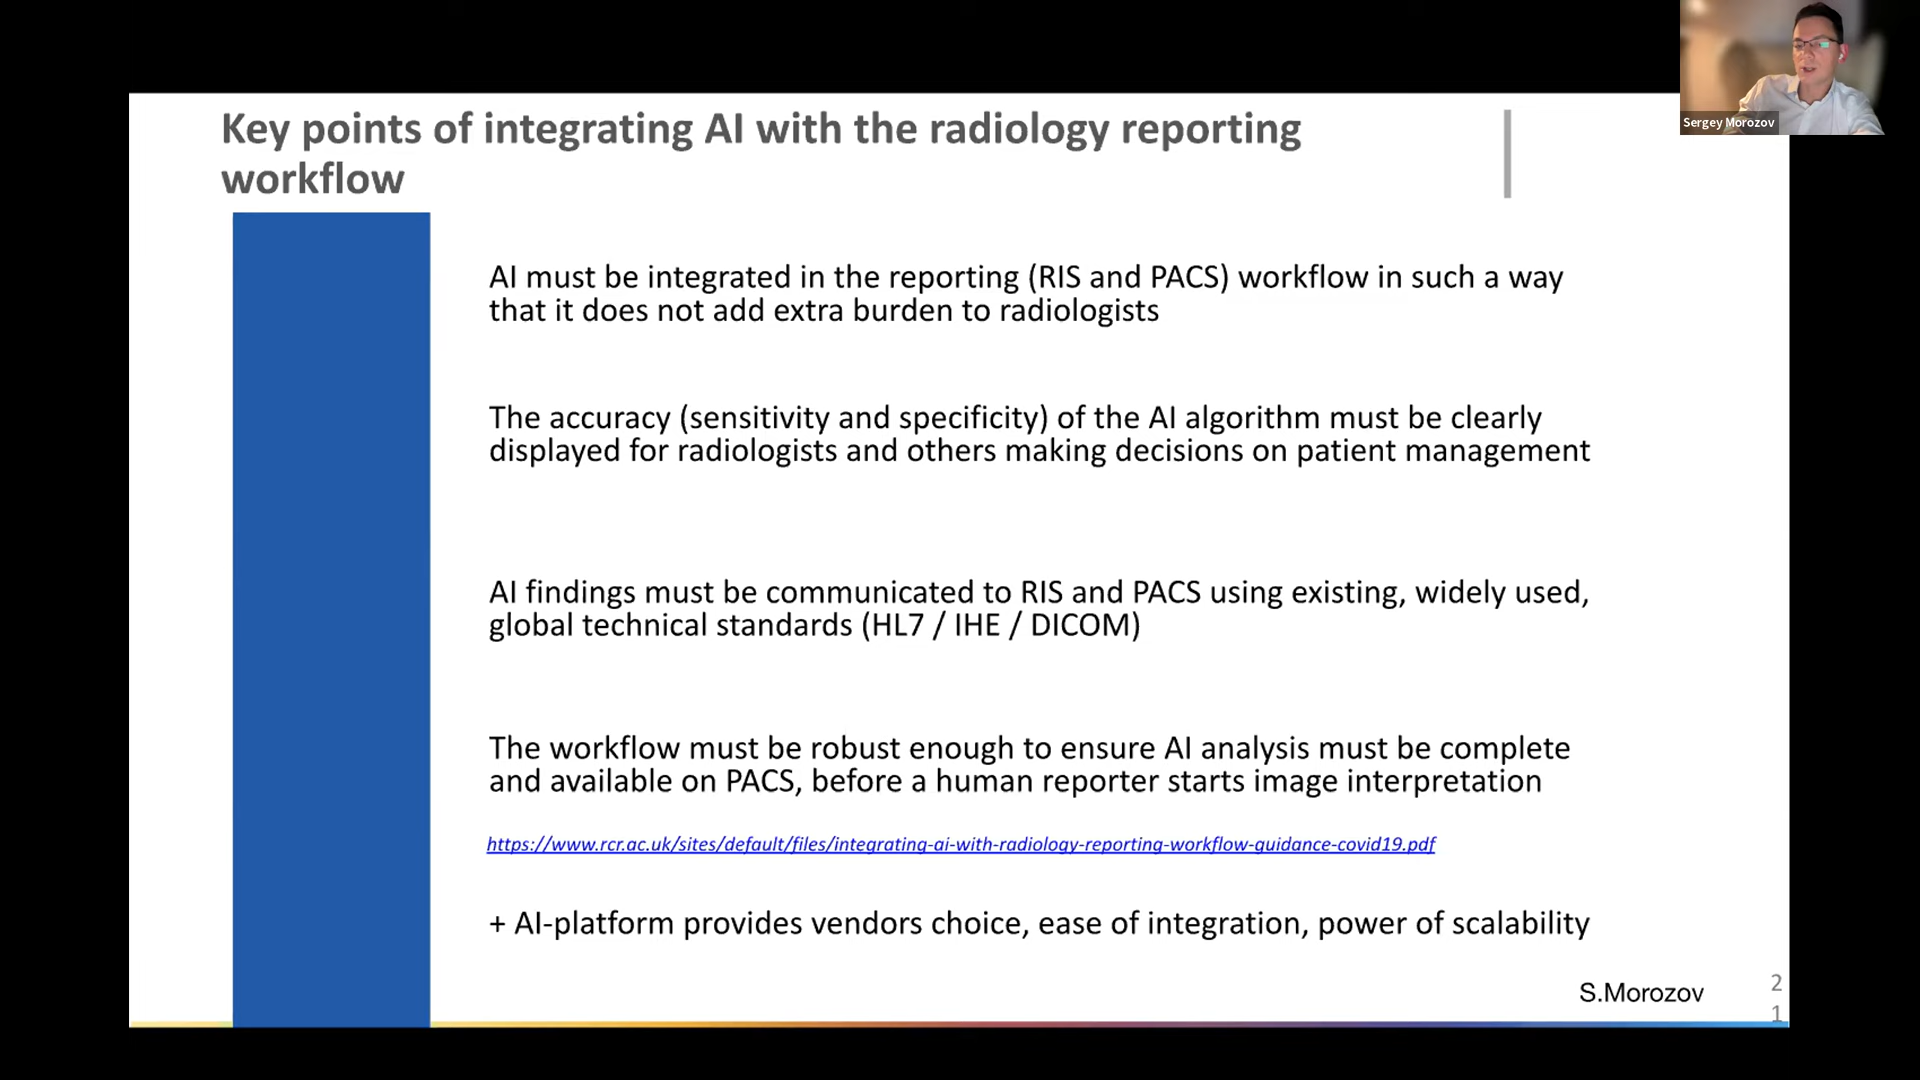 Sergey Morozov
Key points of integrating AI with the radiology reporting
workflow
AI must be integrated in the reporting (RIS and PACS) workflow in such a way
that it does not add extra burden to radiologists
The accuracy (sensitivity and specificity) of the AI algorithm must be clearly
displayed for radiologists and others making decisions on patient management
AI findings must be communicated to RIS and PACS using existing, widely used,
global technical standards (HL7 / IHE / DICOM)
The workflow must be robust enough to ensure AI analysis must be complete
and available on PACS, before a human reporter starts image interpretation
https://www.rcr.ac.uk/sites/default/files/integrating-ai-with-radiology-reporting-workflow-guidance-covid19.pdf
+ AI-platform provides vendors choice, ease of integration, power of scalability
S.Morozov
2
1